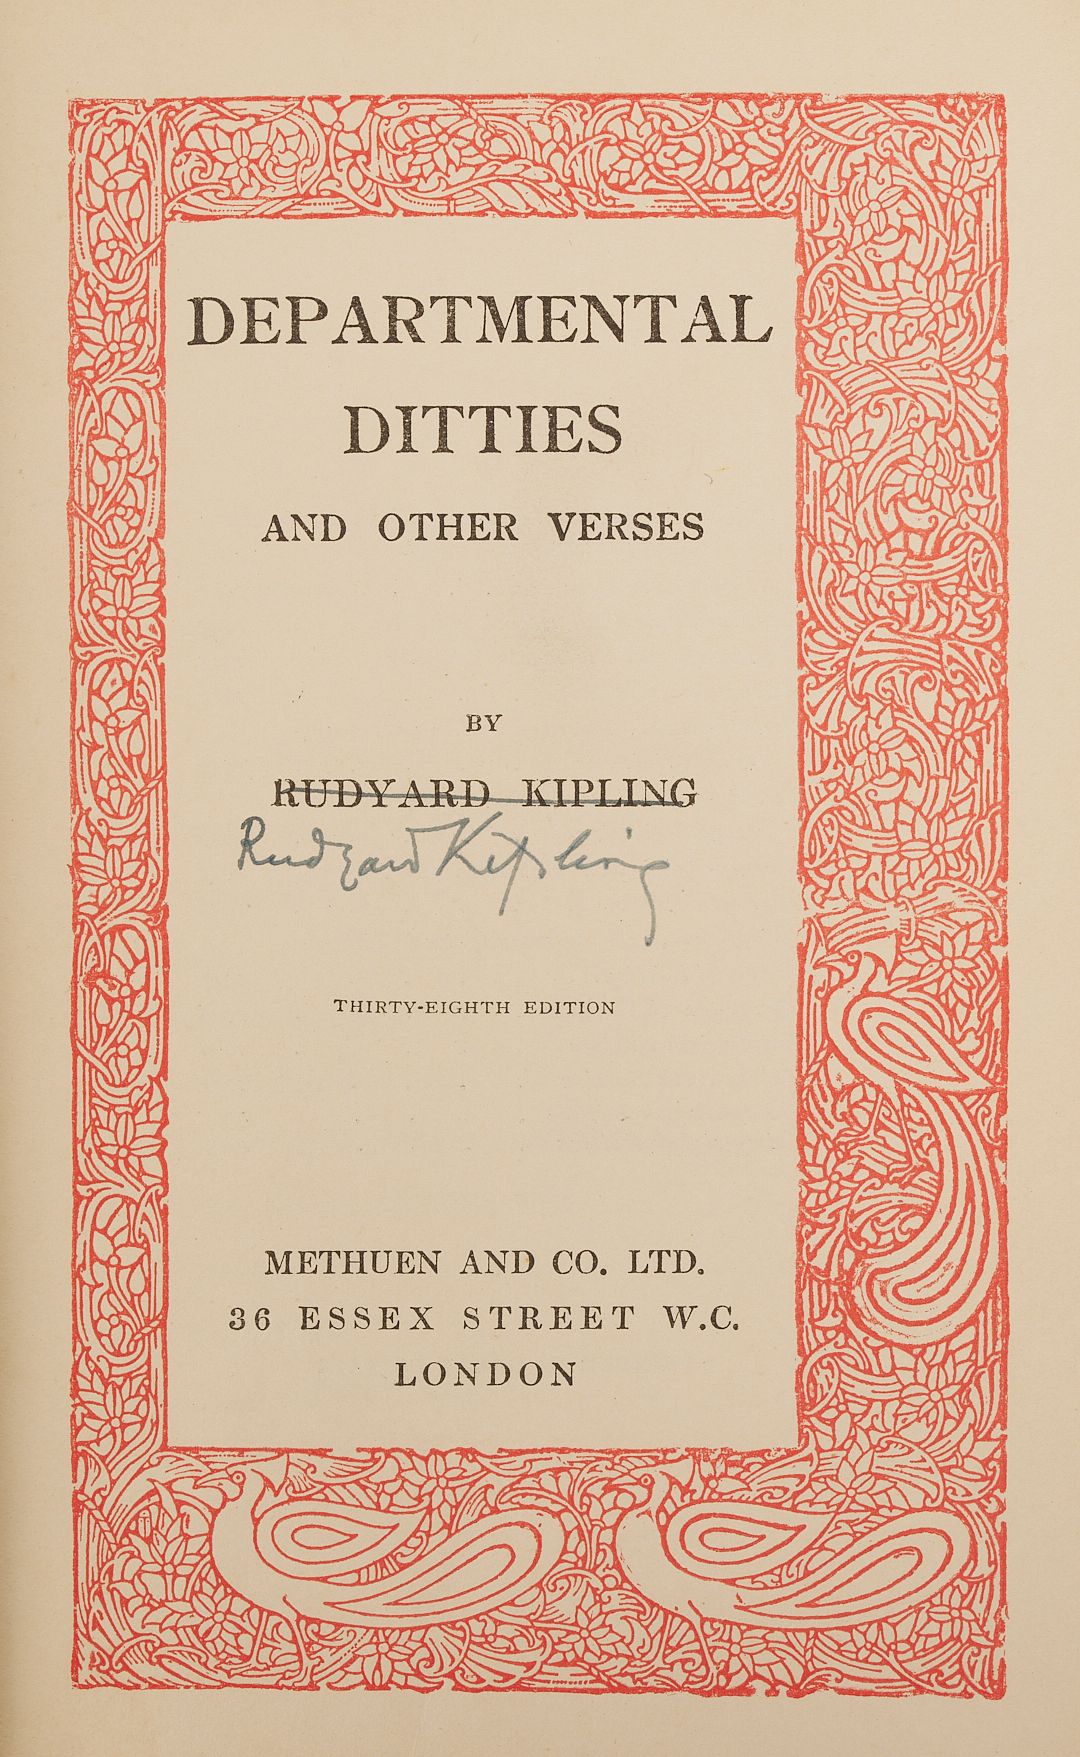 DEPARTMENTAL
DITTIES
AND OTHER VERSES
BY
RUDYARD KIPLING
Rudyard Kipling
THIRTY-EIGHTH EDITION
METHUEN AND CO. LTD.
36 ESSEX STREET W.C.
LONDON